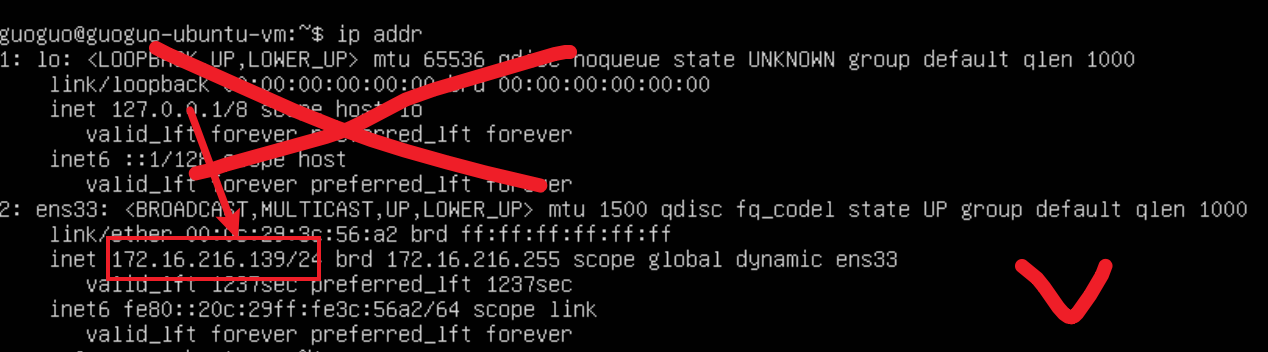 guoguo@guoguo-ubuntu-vm:~$ ip addr
1: lo: <LOOPBACK,UP,LOWER_UP> mtu 65536 qdisc noqueue state UNKNOWN group default qlen 1000
link/loopback 00:00:00:00:00:00 brd 00:00:00:00:00:00
inet 127.0.0.1/8 scope host lo
valid_lft forever preferred_lft forever
inet6 ::1/128 scope host
valid_lft forever preferred_lft forever
2: ens33: <BROADCAST,MULTICAST,UP,LOWER_UP> mtu 1500 qdisc fq_codel state UP group default qlen 1000
link/ether 00:0c:29:3c:56:a2 brd ff:ff:ff:ff:ff:ff
inet 172.16.216.139/24 brd 172.16.216.255 scope global dynamic ens33
valid_lft 1237sec preferred_lft 1237sec
inet6 fe80::20c:29ff:fe3c:56a2/64 scope link
valid_lft forever preferred_lft forever